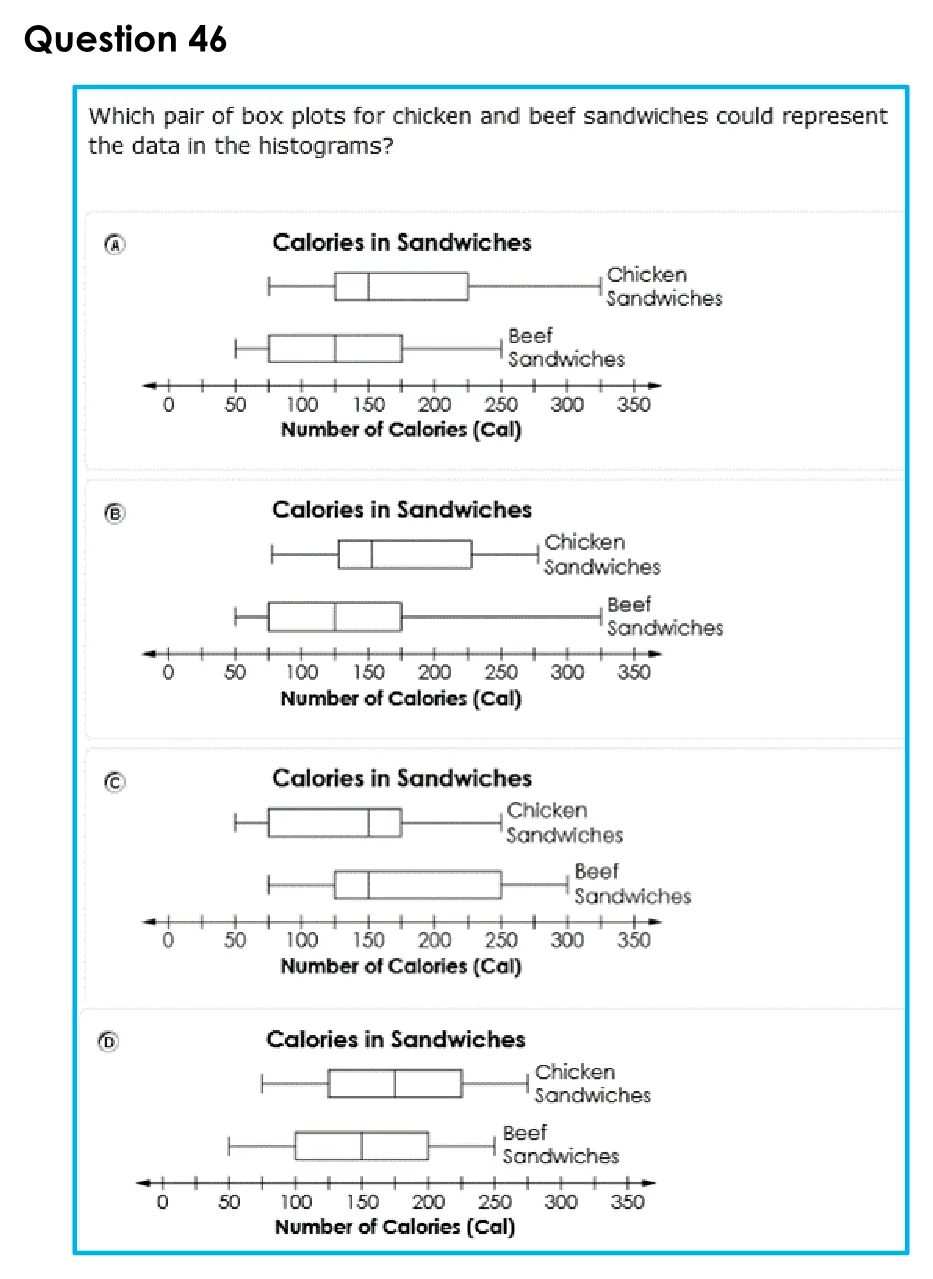 Question 46
Which pair of box plots for chicken and beef sandwiches could represent
the data in the histograms?
A
Calories in Sandwiches
Chicken
Sandwiches
Beef
Sandwiches
0 50 100 150 200 250 300 350
Number of Calories (Cal)
B
Calories in Sandwiches
Chicken
Sandwiches
Beef
Sandwiches
0 50 100 150 200 250 300 350
Number of Calories (Cal)
C
Calories in Sandwiches
Chicken
Sandwiches
Beef
Sandwiches
0 50 100 150 200 250 300 350
Number of Calories (Cal)
D
Calories in Sandwiches
Chicken
Sandwiches
Beef
Sandwiches
0 50 100 150 200 250 300 350
Number of Calories (Cal)